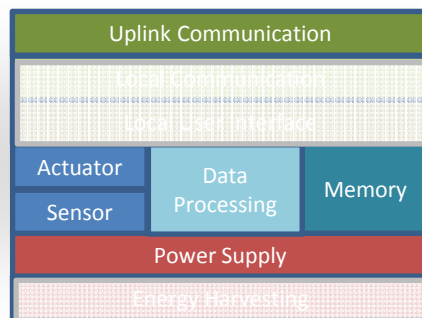 Uplink Communication
Local Communication
Local User Interface
Actuator
Sensor
Data
Processing
Memory
Power Supply
Energy Harvesting